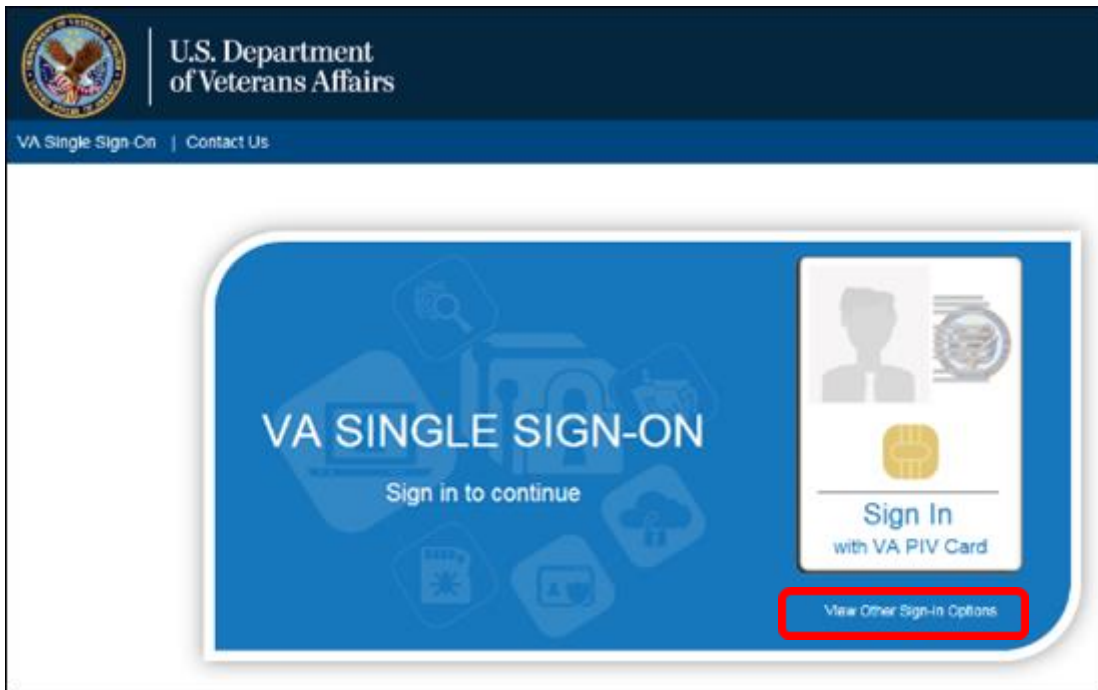 U.S. Department
of Veterans Affairs
VA Single Sign-On | Contact Us
VA SINGLE SIGN-ON
Sign in to continue
Sign In
with VA PIV Card
View Other Sign-In Options